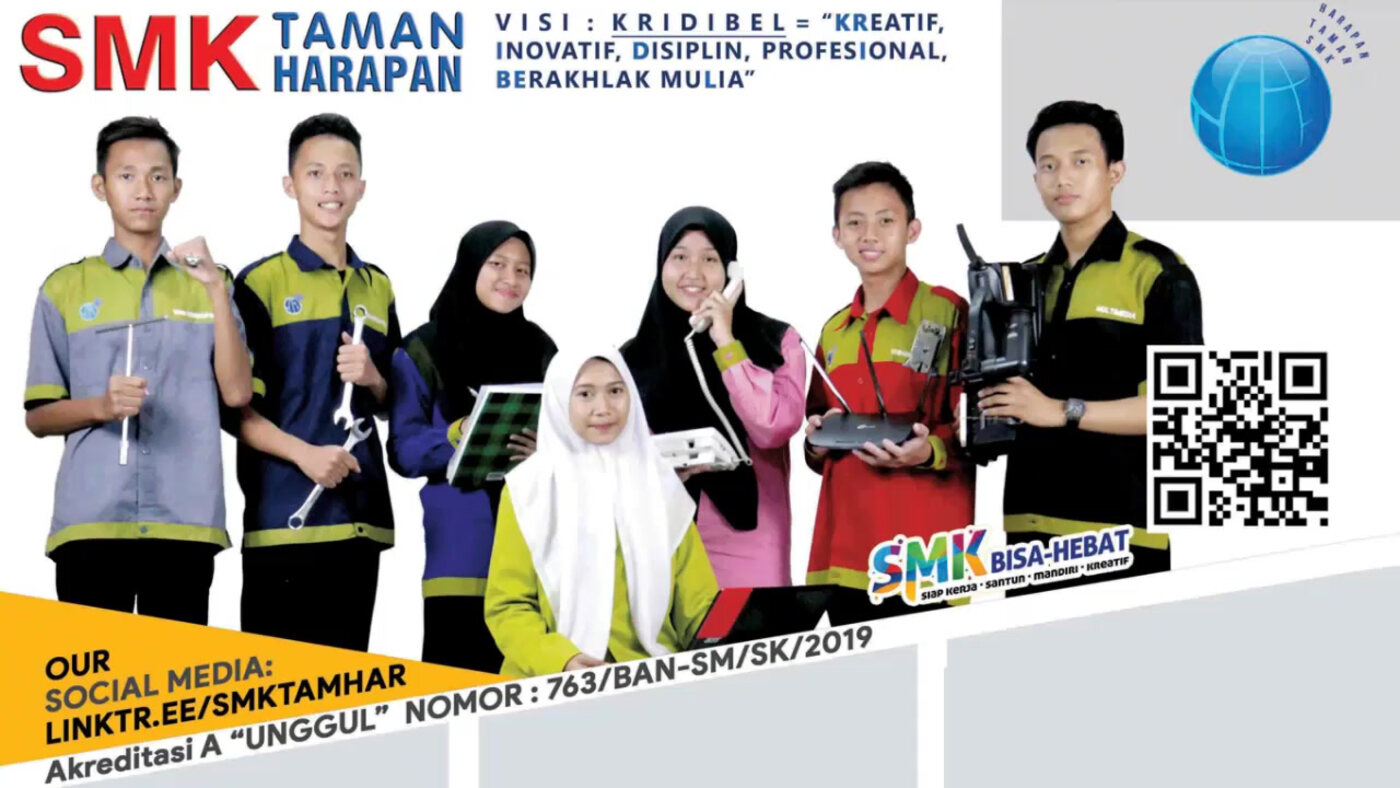 SMK TAMAN HARAPAN
VISI : KRIDIBEL = “KREATIF,
INOVATIF, DISIPLIN, PROFESIONAL,
BERAKHLAK MULIA”
HARAPAN
TAMAN
SMK
MULTIMEDIA
SMK BISA-HEBAT
SIAP KERJA • SANTUN • MANDIRI • KREATIF
OUR
SOCIAL MEDIA:
LINKTR.EE/SMKTAMHAR
Akreditasi A “UNGGUL” NOMOR : 763/BAN-SM/SK/2019